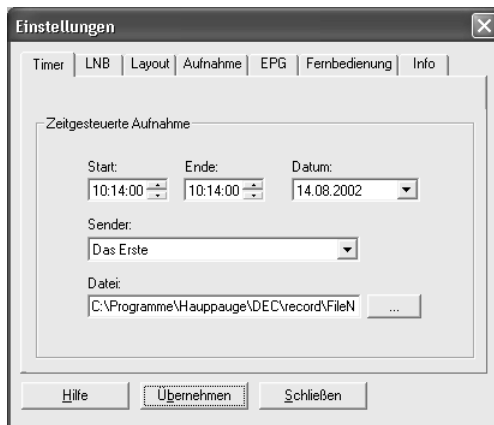 Einstellungen
Timer LNB Layout Aufnahme EPG Fernbedienung Info
Zeitgesteuerte Aufnahme
Start: Ende: Datum:
10:14:00 10:14:00 14.08.2002
Sender:
Das Erste
Datei:
C:\Programme\Hauppauge\DEC\record\FileN ...
Hilfe Übernehmen Schließen